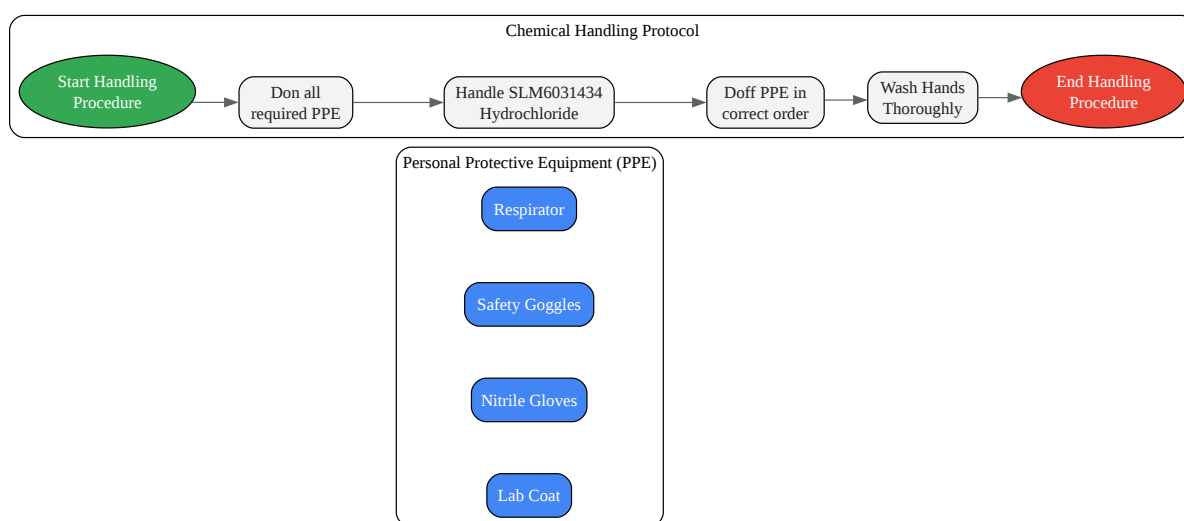 Chemical Handling Protocol
Start Handling
Procedure
Don all
required PPE
Handle SLM6031434
Hydrochloride
Doff PPE in
correct order
Wash Hands
Thoroughly
End Handling
Procedure
Personal Protective Equipment (PPE)
Respirator
Safety Goggles
Nitrile Gloves
Lab Coat